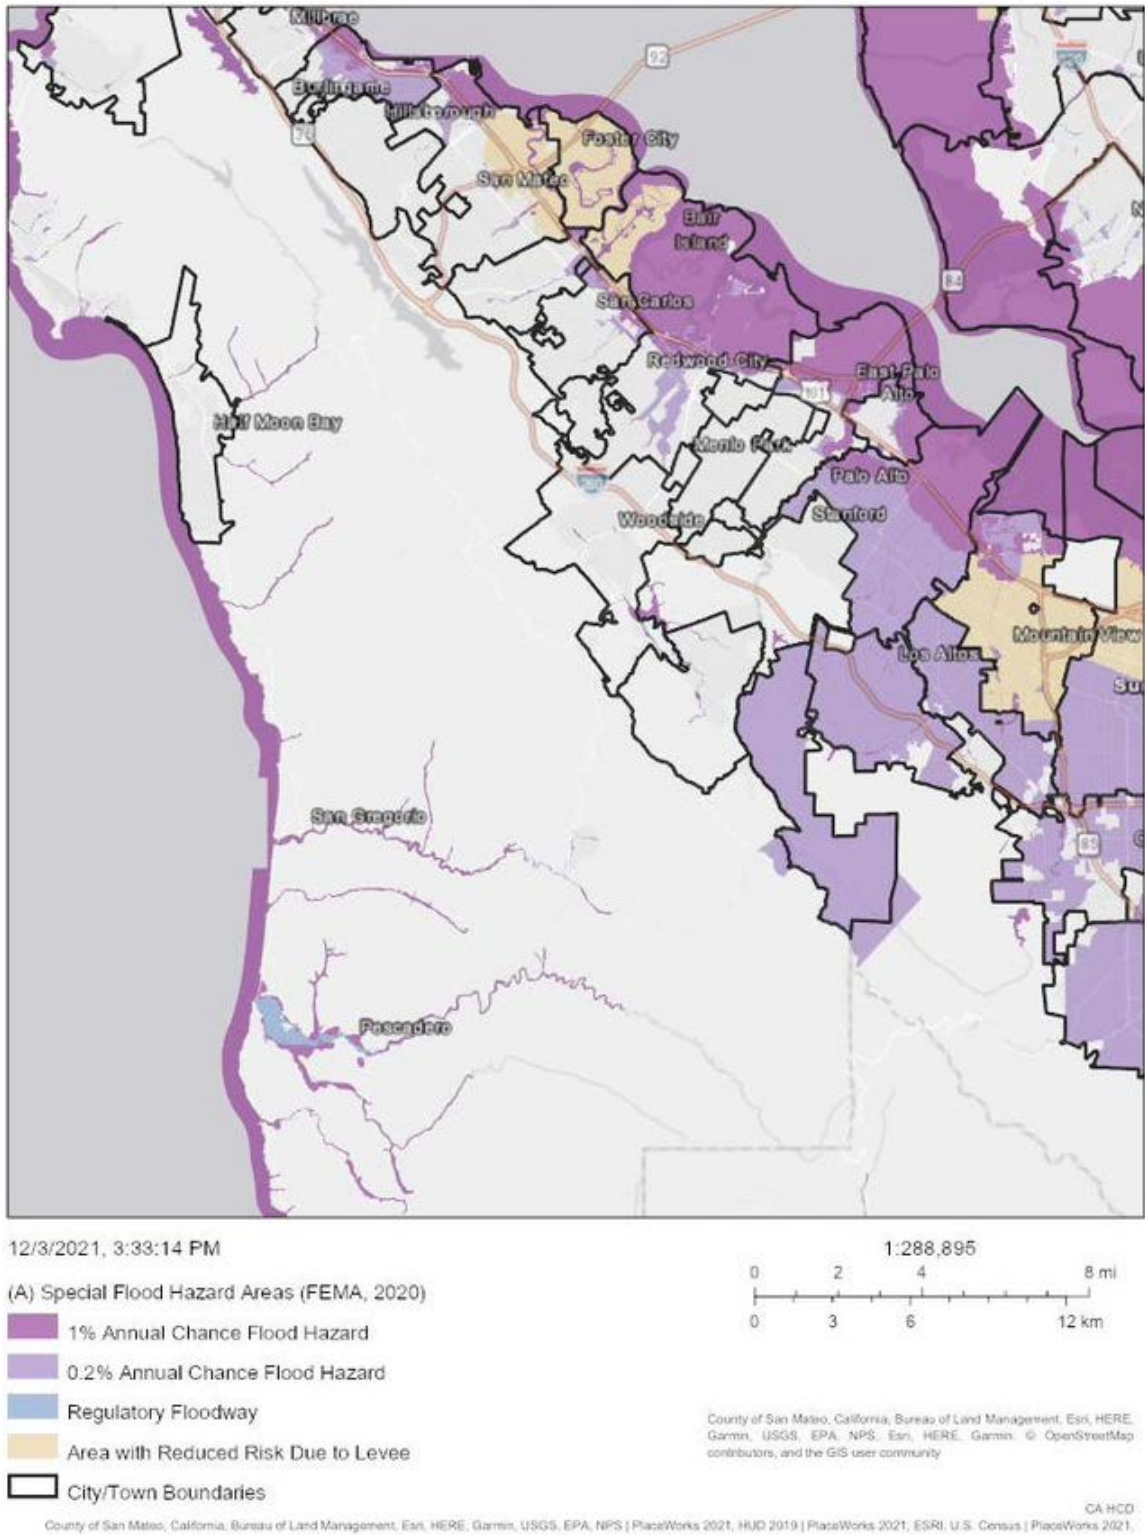 Millbrae
92
Burlingame
Hillsborough
Foster City
San Mateo
Bair
Island
84
San Carlos
Redwood City
East Palo
Alto
101
Half Moon Bay
Menlo Park
Palo Alto
Stanford
Woodside
Mountain View
Los Altos
Su
San Gregorio
85
Pescadero
12/3/2021, 3:33:14 PM
1:288,895
0 2 4 8 mi
0 3 6 12 km
(A) Special Flood Hazard Areas (FEMA, 2020)
1% Annual Chance Flood Hazard
0.2% Annual Chance Flood Hazard
Regulatory Floodway
Area with Reduced Risk Due to Levee
City/Town Boundaries
County of San Mateo, California, Bureau of Land Management, Esri, HERE,
Garmin, USGS, EPA, NPS, Esri, HERE, Garmin, © OpenStreetMap
contributors, and the GIS user community
CA HCD
County of San Mateo, California, Bureau of Land Management, Esri, HERE, Garmin, USGS, EPA, NPS | PlaceWorks 2021, HUD 2019 | PlaceWorks 2021, ESRI, U.S. Census | PlaceWorks 2021,